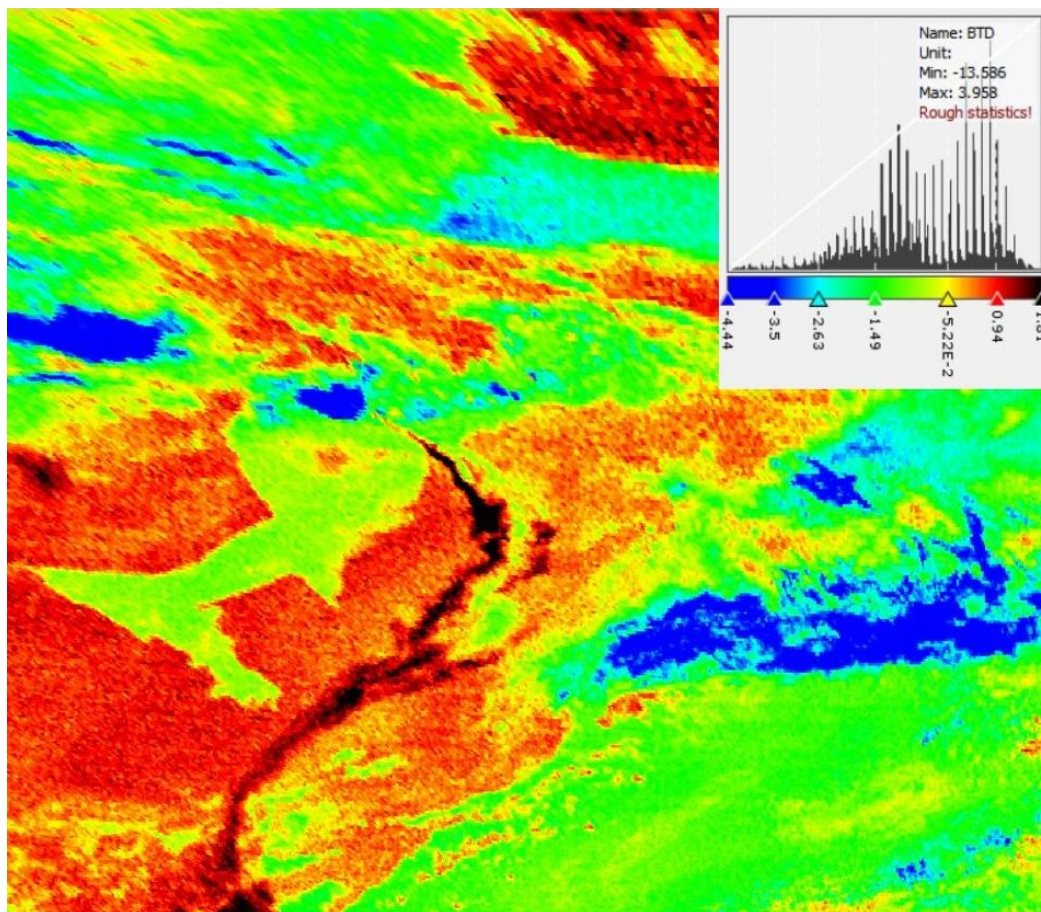 Name: BTD
Unit:
Min: -13.586
Max: 3.958
Rough statistics!
-4.44
-3.5
-2.63
-1.49
-5.22E-2
0.94